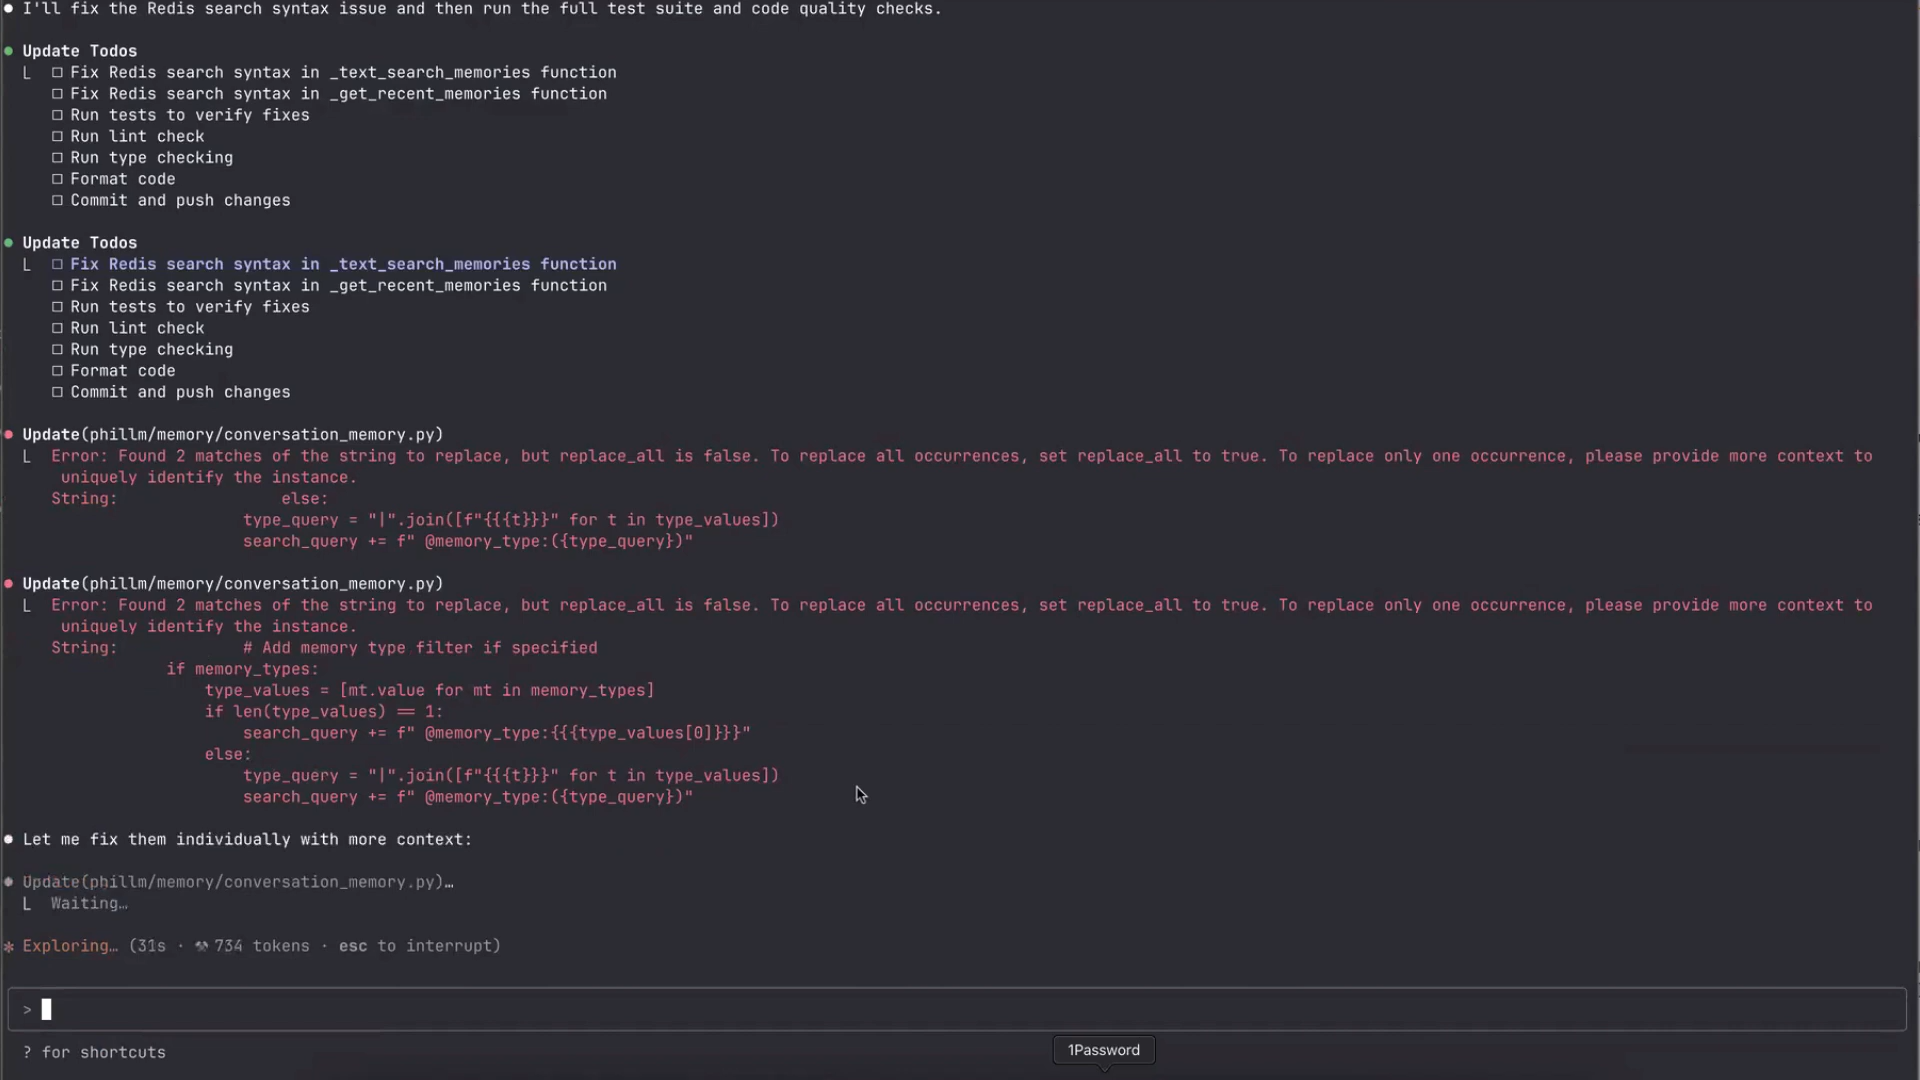 ● I'll fix the Redis search syntax issue and then run the full test suite and code quality checks.
● Update Todos
⎿ ☐ Fix Redis search syntax in _text_search_memories function
☐ Fix Redis search syntax in _get_recent_memories function
☐ Run tests to verify fixes
☐ Run lint check
☐ Run type checking
☐ Format code
☐ Commit and push changes
● Update Todos
⎿ ☐ Fix Redis search syntax in _text_search_memories function
☐ Fix Redis search syntax in _get_recent_memories function
☐ Run tests to verify fixes
☐ Run lint check
☐ Run type checking
☐ Format code
☐ Commit and push changes
● Update(phillm/memory/conversation_memory.py)
⎿ Error: Found 2 matches of the string to replace, but replace_all is false. To replace all occurrences, set replace_all to true. To replace only one occurrence, please provide more context to
uniquely identify the instance.
String: else:
type_query = "|".join([f"{{{t}}}" for t in type_values])
search_query += f" @memory_type:({type_query})"
● Update(phillm/memory/conversation_memory.py)
⎿ Error: Found 2 matches of the string to replace, but replace_all is false. To replace all occurrences, set replace_all to true. To replace only one occurrence, please provide more context to
uniquely identify the instance.
String: # Add memory type filter if specified
if memory_types:
type_values = [mt.value for mt in memory_types]
if len(type_values) == 1:
search_query += f" @memory_type:{{{type_values[0]}}}"
else:
type_query = "|".join([f"{{{t}}}" for t in type_values])
search_query += f" @memory_type:({type_query})"
● Let me fix them individually with more context:
● Update(phillm/memory/conversation_memory.py)…
⎿ Waiting…
✻ Exploring… (31s · ⚒ 734 tokens · esc to interrupt)
>
? for shortcuts
1Password